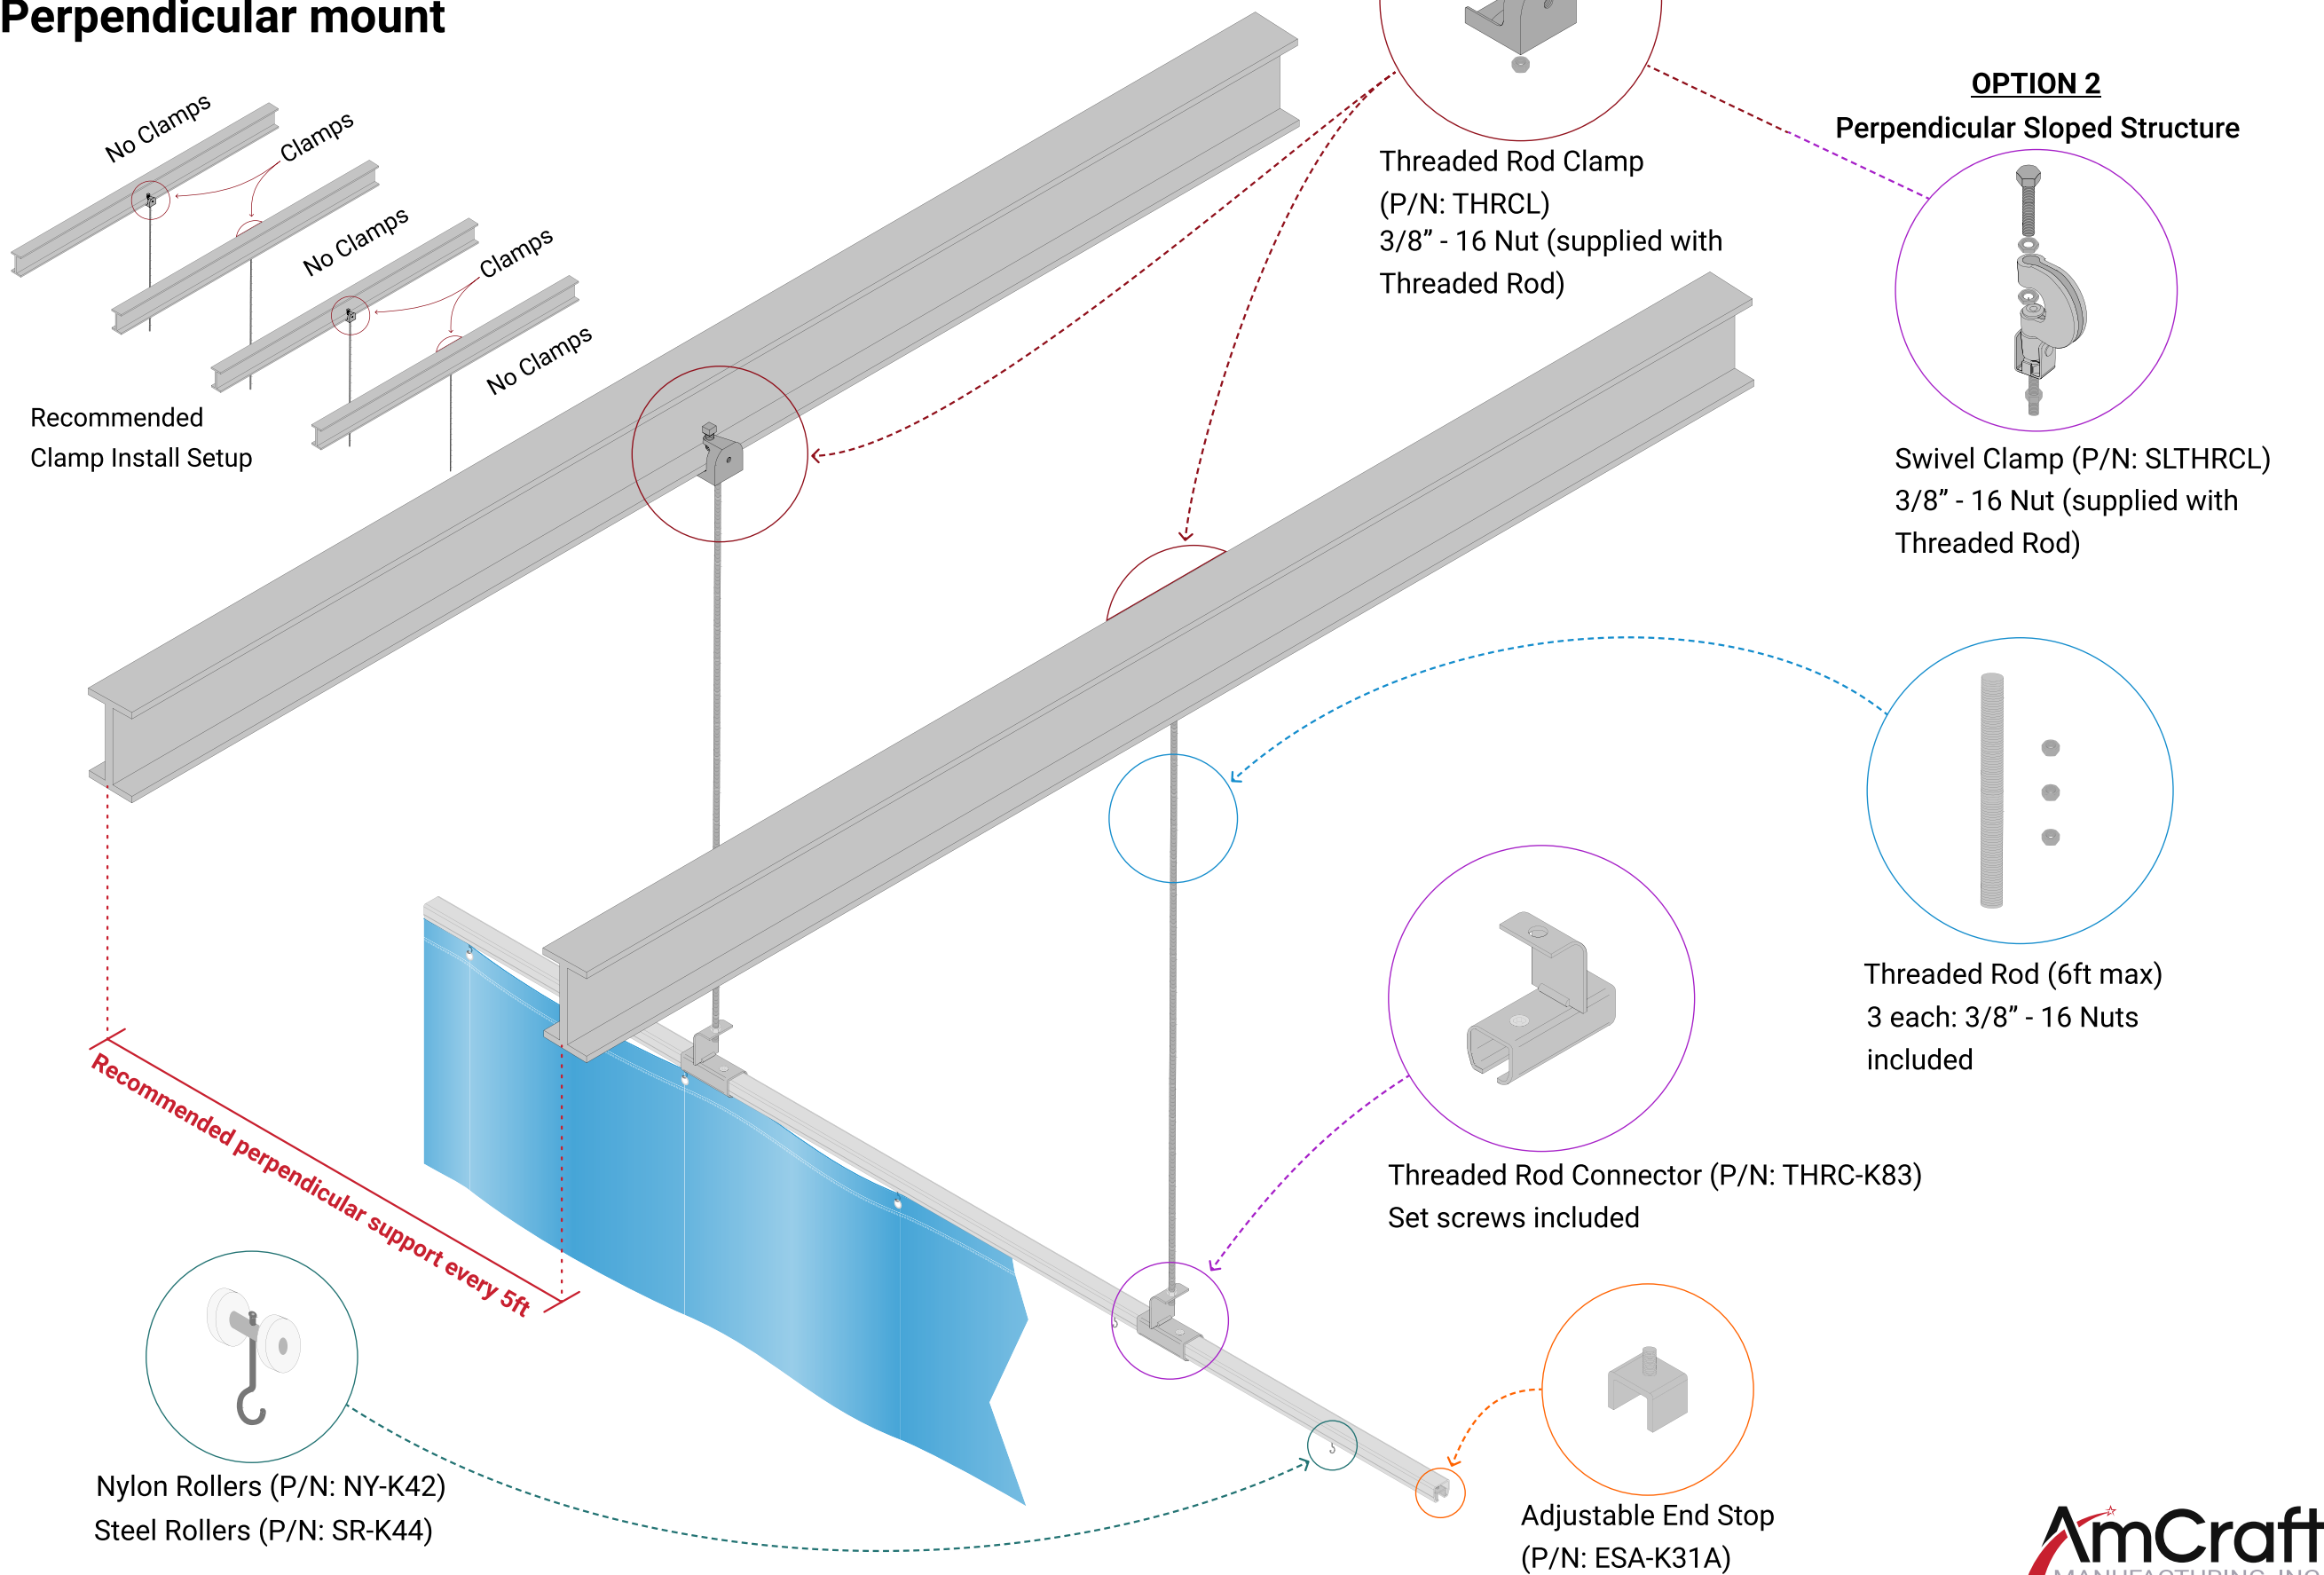 Perpendicular mount
No Clamps
Clamps
No Clamps
Clamps
No Clamps
Recommended
Clamp Install Setup
Threaded Rod Clamp
(P/N: THRCL)
3/8” - 16 Nut (supplied with
Threaded Rod)
OPTION 2
Perpendicular Sloped Structure
Swivel Clamp (P/N: SLTHRCL)
3/8” - 16 Nut (supplied with
Threaded Rod)
Threaded Rod (6ft max)
3 each: 3/8” - 16 Nuts
included
Threaded Rod Connector (P/N: THRC-K83)
Set screws included
Recommended perpendicular support every 5ft
Nylon Rollers (P/N: NY-K42)
Steel Rollers (P/N: SR-K44)
Adjustable End Stop
(P/N: ESA-K31A)
AmCraft
MANUFACTURING, INC